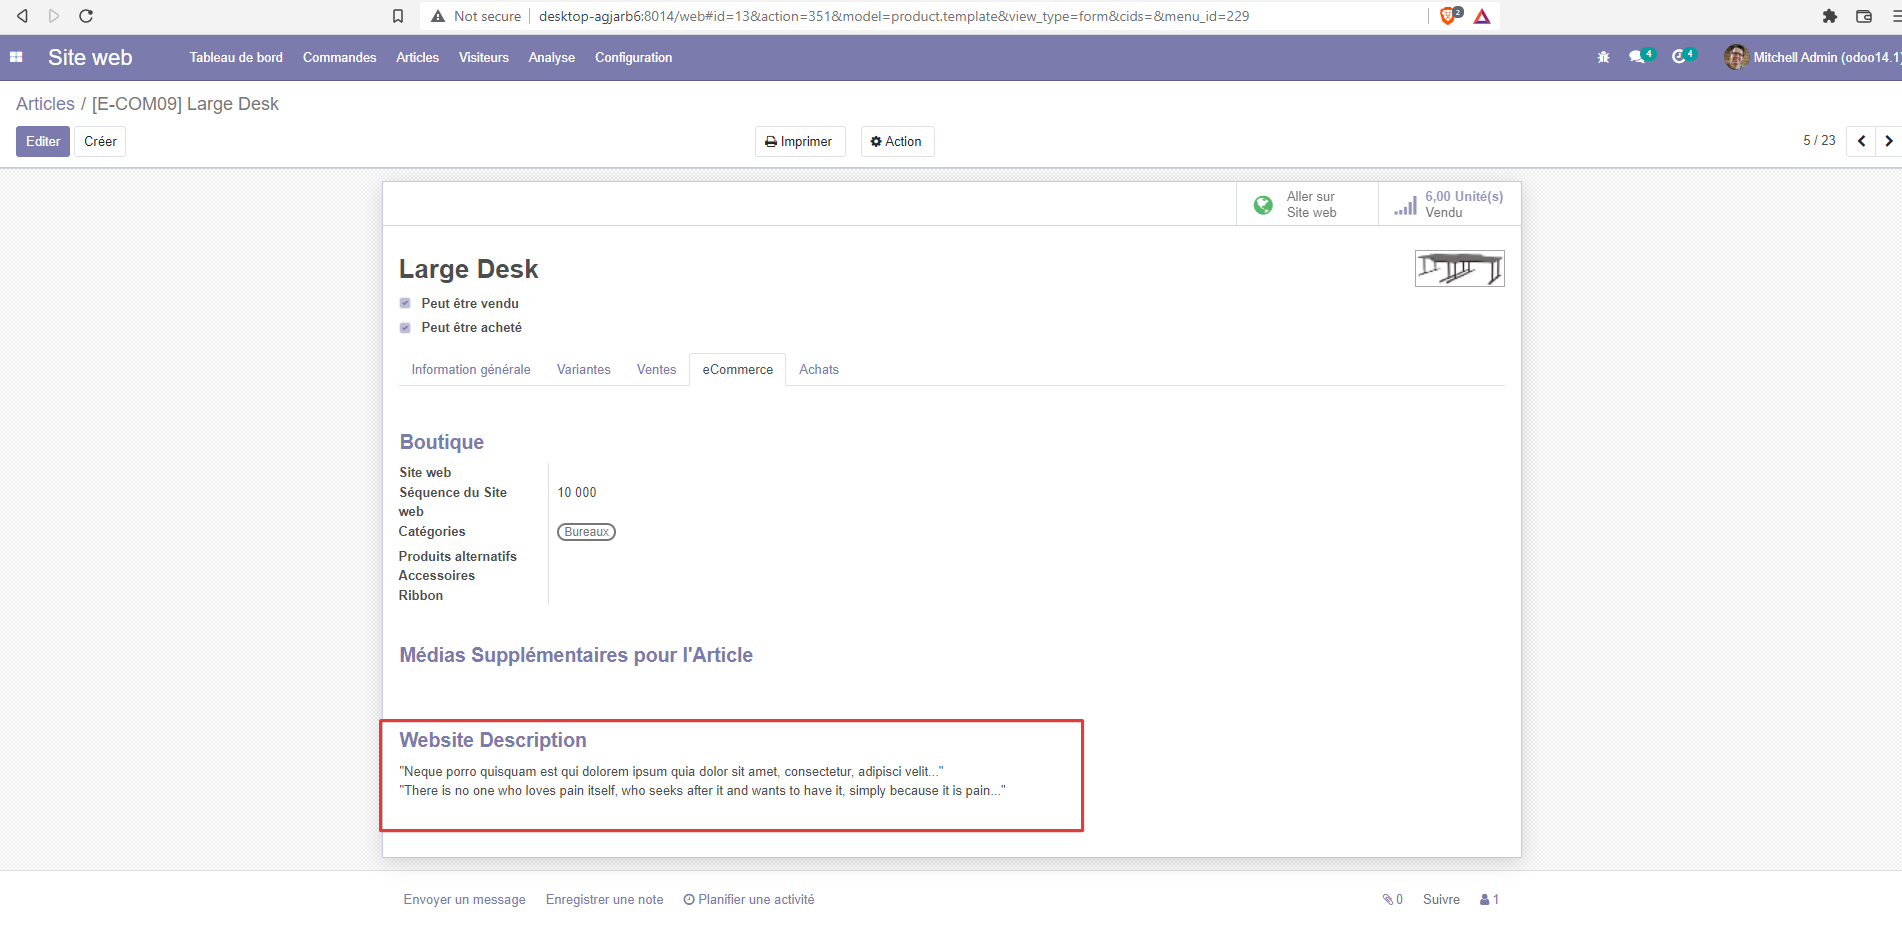 Not secure desktop-agjarb6:8014/web#id=13&action=351&model=product.template&view_type=form&cids=&menu_id=229 2
Site web Tableau de bord Commandes Articles Visiteurs Analyse Configuration 4 4 Mitchell Admin (odoo14.1)
Articles / [E-COM09] Large Desk
Editer Créer Imprimer Action 5 / 23
Aller sur
Site web
6,00 Unité(s)
Vendu
Large Desk
Peut être vendu
Peut être acheté
Information générale Variantes Ventes eCommerce Achats
Boutique
Site web
Séquence du Site
web
10 000
Catégories Bureaux
Produits alternatifs
Accessoires
Ribbon
Médias Supplémentaires pour l'Article
Website Description
"Neque porro quisquam est qui dolorem ipsum quia dolor sit amet, consectetur, adipisci velit..."
"There is no one who loves pain itself, who seeks after it and wants to have it, simply because it is pain..."
Envoyer un message Enregistrer une note Planifier une activité 0 Suivre 1